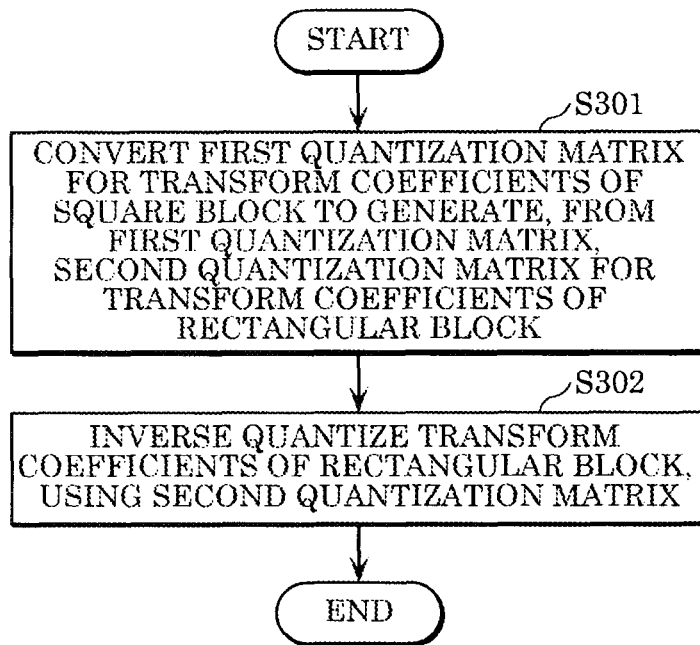 START
S301
CONVERT FIRST QUANTIZATION MATRIX
FOR TRANSFORM COEFFICIENTS OF
SQUARE BLOCK TO GENERATE, FROM
FIRST QUANTIZATION MATRIX,
SECOND QUANTIZATION MATRIX FOR
TRANSFORM COEFFICIENTS OF
RECTANGULAR BLOCK
S302
INVERSE QUANTIZE TRANSFORM
COEFFICIENTS OF RECTANGULAR BLOCK,
USING SECOND QUANTIZATION MATRIX
END